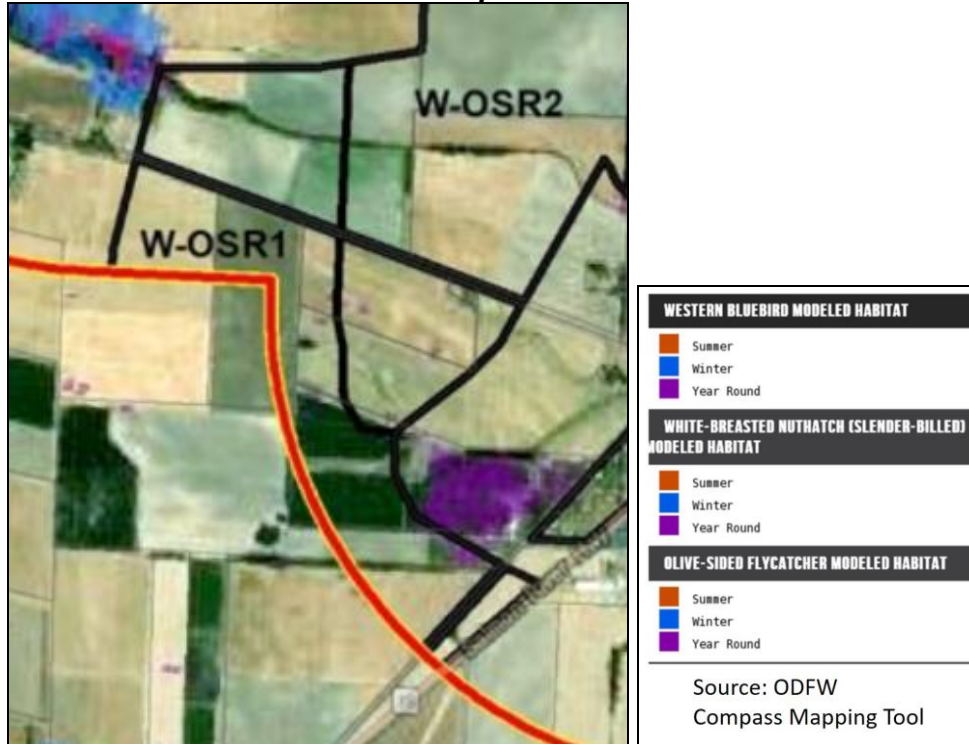 W-OSR2
W-OSR1
WESTERN BLUEBIRD MODELED HABITAT
Summer
Winter
Year Round
WHITE-BREASTED NUTHATCH (SLENDER-BILLED)
MODELED HABITAT
Summer
Winter
Year Round
OLIVE-SIDED FLYCATCHER MODELED HABITAT
Summer
Winter
Year Round
Source: ODFW
Compass Mapping Tool